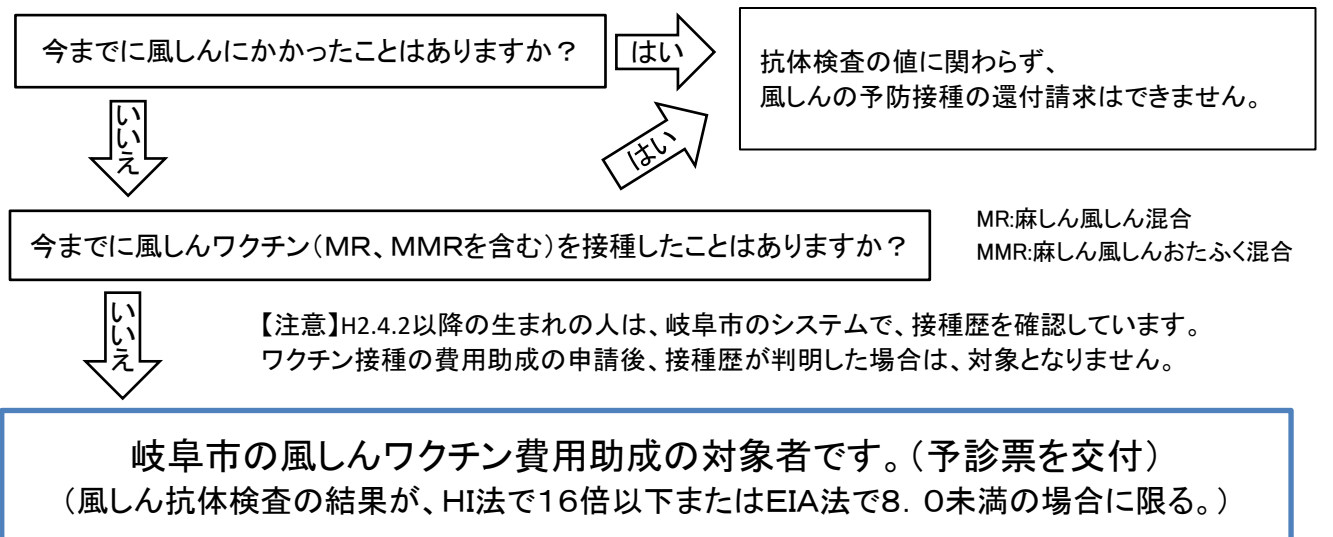 今までに風しんにかかったことはありますか？
はい
抗体検査の値に関わらず、
風しんの予防接種の還付請求はできません。
いいえ
はい
今までに風しんワクチン（MR、MMRを含む）を接種したことはありますか？
MR:麻しん風しん混合
MMR:麻しん風しんおたふく混合
いいえ
【注意】H2.4.2以降の生まれの人は、岐阜市のシステムで、接種歴を確認しています。
ワクチン接種の費用助成の申請後、接種歴が判明した場合は、対象となりません。
岐阜市の風しんワクチン費用助成の対象者です。（予診票を交付）
（風しん抗体検査の結果が、HI法で１６倍以下またはEIA法で８．０未満の場合に限る。）